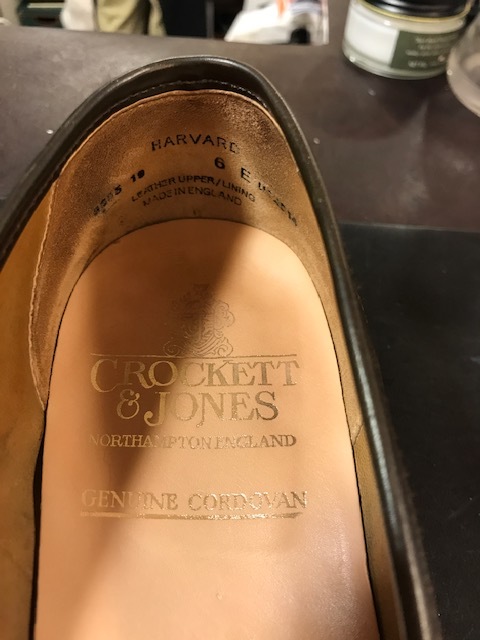 HARVARD
6 E
LEATHER UPPER/LINING
MADE IN ENGLAND
CROCKETT
& JONES
NORTHAMPTON ENGLAND
GENUINE CORDOVAN